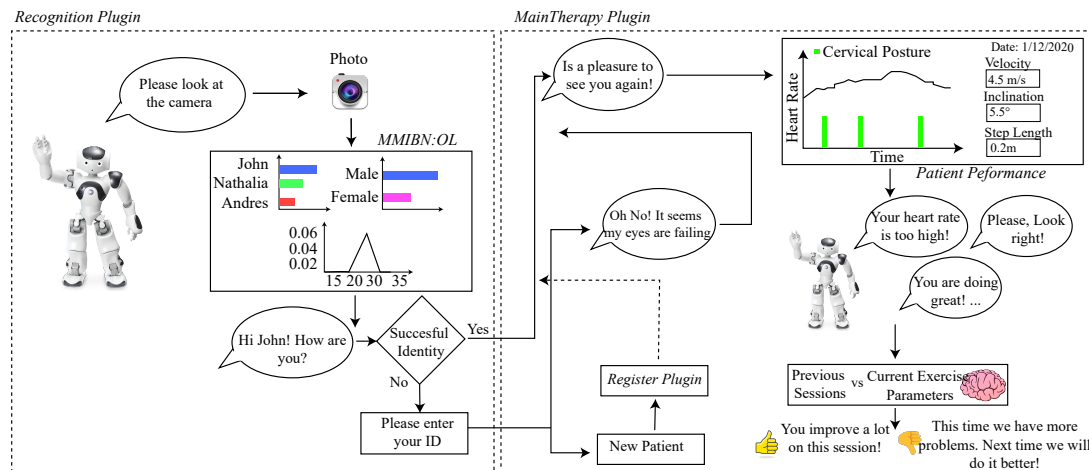 Recognition Plugin
MainTherapy Plugin
Please look at
the camera
Photo
MMIBN:OL
John
Nathalia
Andres
Male
Female
0.06
0.04
0.02
15 20 30 35
Hi John! How are
you?
Succesful
Identity
Yes
No
Please enter
your ID
Is a pleasure to
see you again!
Oh No! It seems
my eyes are failing
Register Plugin
New Patient
Cervical Posture
Date: 1/12/2020
Heart Rate
Time
Velocity
4.5 m/s
Inclination
5.5°
Step Length
0.2m
Patient Peformance
Your heart rate
is too high!
Please, Look
right!
You are doing
great! ...
Previous
Sessions
vs
Current Exercise
Parameters
You improve a lot
on this session!
This time we have more
problems. Next time we will
do it better!